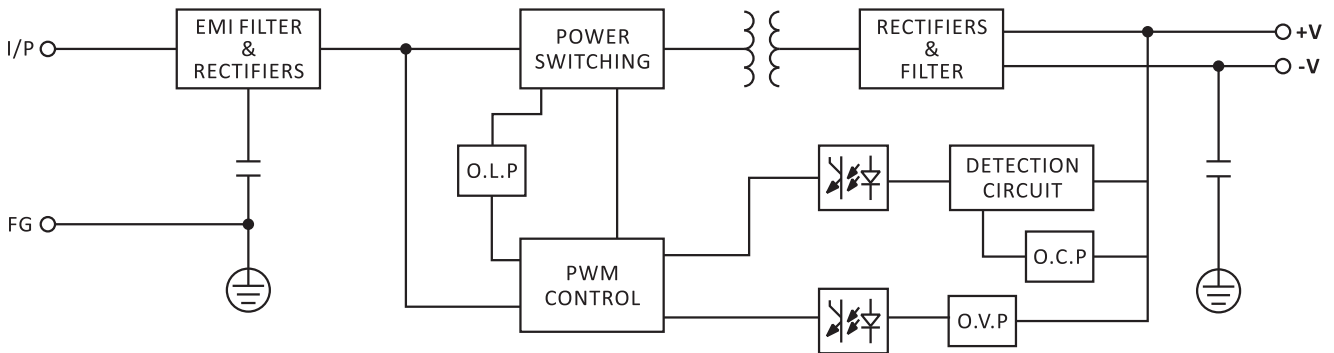 I/P
EMI FILTER
&
RECTIFIERS
POWER
SWITCHING
RECTIFIERS
&
FILTER
+V
-V
O.L.P
DETECTION
CIRCUIT
FG
O.C.P
PWM
CONTROL
O.V.P